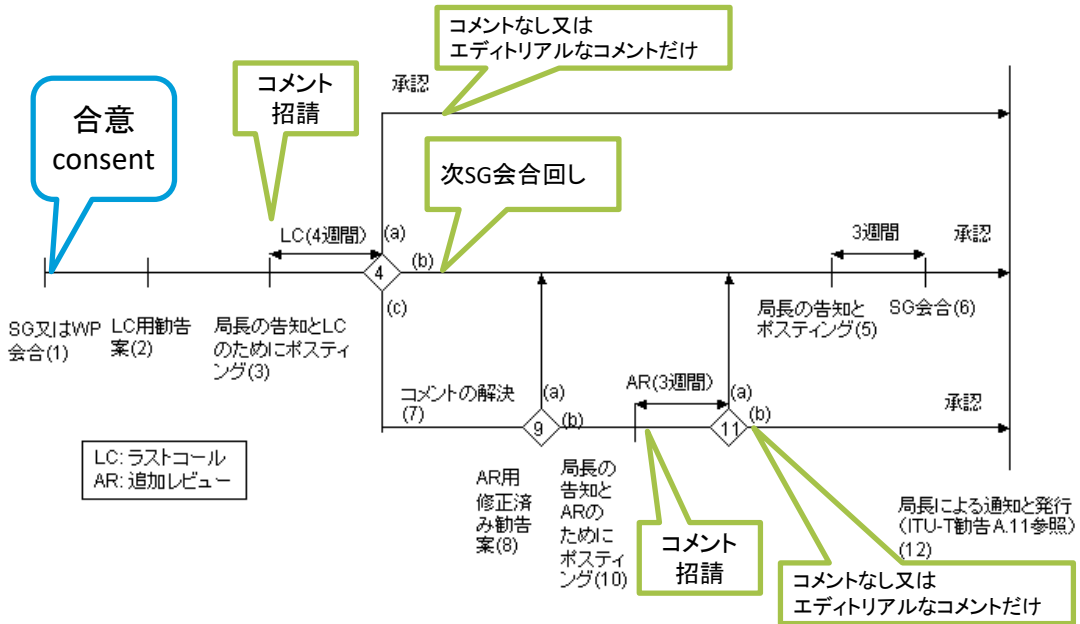 コメントなし又は
エディトリアルなコメントだけ
コメント
招請
承認
合意
consent
次SG会合回し
LC(4週間)
(a)
3週間
承認
4
(b)
(c)
SG又はWP
会合(1)
LC用勧告
案(2)
局長の告知とLC
のためにポスティ
ング(3)
局長の告知と
ポスティング(5)
SG会合(6)
コメントの解決
(7)
(a)
AR(3週間)
(a)
承認
9
(b)
11
(b)
LC: ラストコール
AR: 追加レビュー
AR用
修正済
み勧告
案(8)
局長の
告知と
ARの
ために
ポステ
ィング(10)
コメント
招請
局長による通知と発行
(ITU-T勧告A.11参照)
(12)
コメントなし又は
エディトリアルなコメントだけ